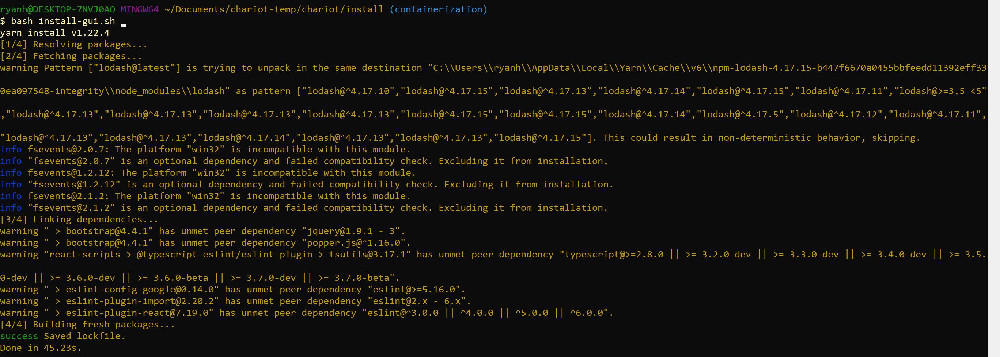 ryanh@DESKTOP-7NVJ0AO MINGW64 ~/Documents/chariot-temp/chariot/install (containerization)
$ bash install-gui.sh
yarn install v1.22.4
[1/4] Resolving packages...
[2/4] Fetching packages...
warning Pattern ["lodash@latest"] is trying to unpack in the same destination "C:\\Users\\ryanh\\AppData\\Local\\Yarn\\Cache\\v6\\npm-lodash-4.17.15-b447f6670a0455bbfeedd11392eff33
0ea097548-integrity\\node_modules\\lodash" as pattern ["lodash@^4.17.10","lodash@^4.17.15","lodash@^4.17.13","lodash@^4.17.14","lodash@^4.17.15","lodash@^4.17.11","lodash@>=3.5 <5"
,"lodash@^4.17.13","lodash@^4.17.13","lodash@^4.17.13","lodash@^4.17.13","lodash@^4.17.15","lodash@^4.17.15","lodash@^4.17.14","lodash@^4.17.5","lodash@^4.17.12","lodash@^4.17.11",
"lodash@^4.17.13","lodash@^4.17.13","lodash@^4.17.14","lodash@^4.17.13","lodash@^4.17.13","lodash@^4.17.15"]. This could result in non-deterministic behavior, skipping.
info fsevents@2.0.7: The platform "win32" is incompatible with this module.
info "fsevents@2.0.7" is an optional dependency and failed compatibility check. Excluding it from installation.
info fsevents@1.2.12: The platform "win32" is incompatible with this module.
info "fsevents@1.2.12" is an optional dependency and failed compatibility check. Excluding it from installation.
info fsevents@2.1.2: The platform "win32" is incompatible with this module.
info "fsevents@2.1.2" is an optional dependency and failed compatibility check. Excluding it from installation.
[3/4] Linking dependencies...
warning " > bootstrap@4.4.1" has unmet peer dependency "jquery@1.9.1 - 3".
warning " > bootstrap@4.4.1" has unmet peer dependency "popper.js@^1.16.0".
warning "react-scripts > @typescript-eslint/eslint-plugin > tsutils@3.17.1" has unmet peer dependency "typescript@>=2.8.0 || >= 3.2.0-dev || >= 3.3.0-dev || >= 3.4.0-dev || >= 3.5.
0-dev || >= 3.6.0-dev || >= 3.6.0-beta || >= 3.7.0-dev || >= 3.7.0-beta".
warning " > eslint-config-google@0.14.0" has unmet peer dependency "eslint@>=5.16.0".
warning " > eslint-plugin-import@2.20.2" has unmet peer dependency "eslint@2.x - 6.x".
warning " > eslint-plugin-react@7.19.0" has unmet peer dependency "eslint@^3.0.0 || ^4.0.0 || ^5.0.0 || ^6.0.0".
[4/4] Building fresh packages...
success Saved lockfile.
Done in 45.23s.